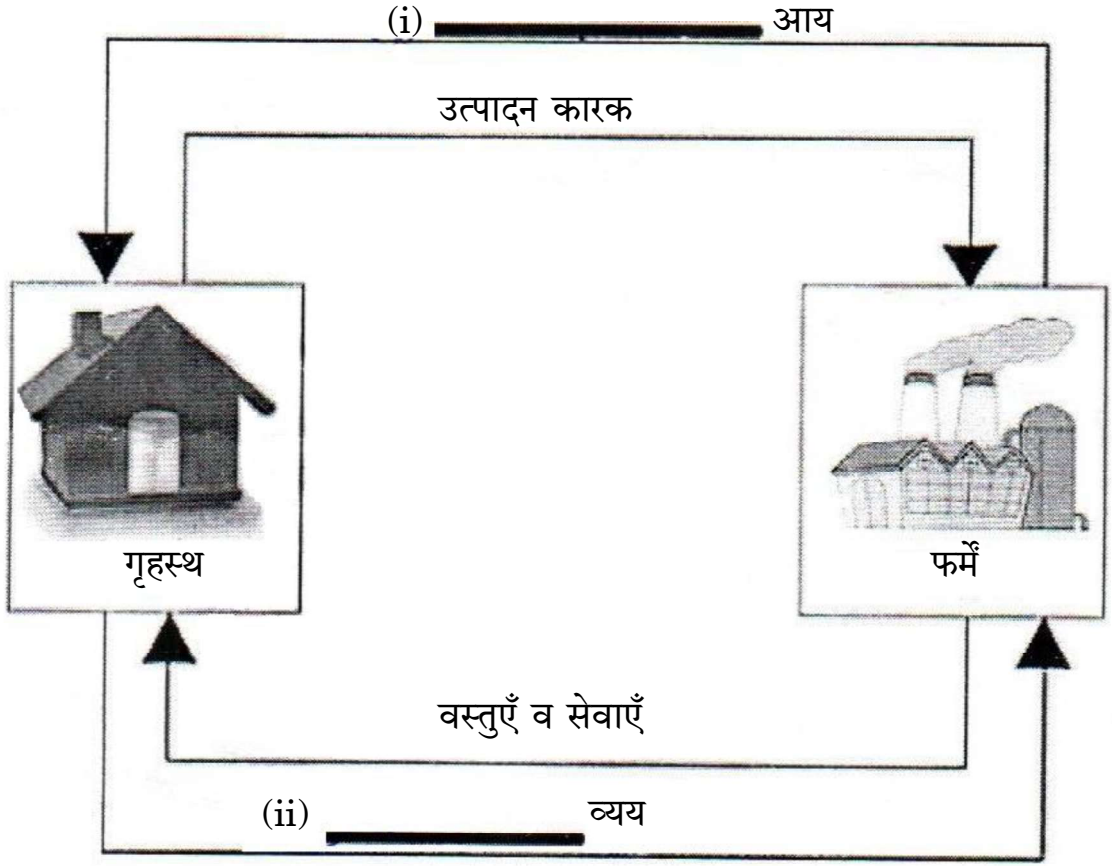 (i) आय
उत्पादन कारक
गृहस्थ
फर्में
वस्तुएँ व सेवाएँ
(ii) व्यय